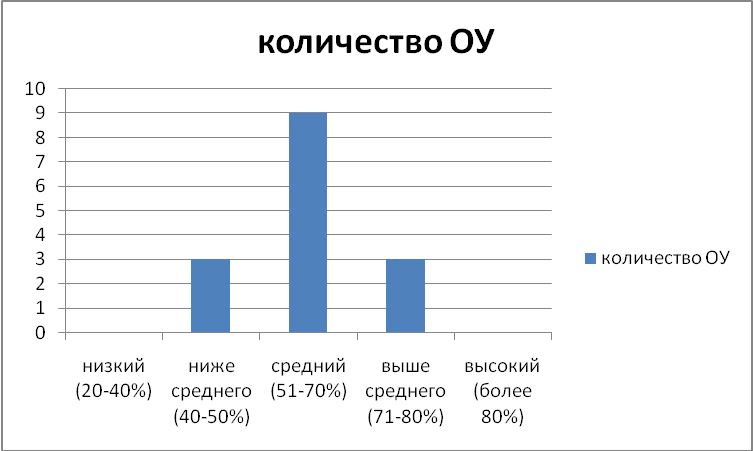 количество ОУ
10
9
8
7
6
5
4
3
2
1
0
низкий
(20-40%)
ниже
среднего
(40-50%)
средний
(51-70%)
выше
среднего
(71-80%)
высокий
(более
80%)
количество ОУ